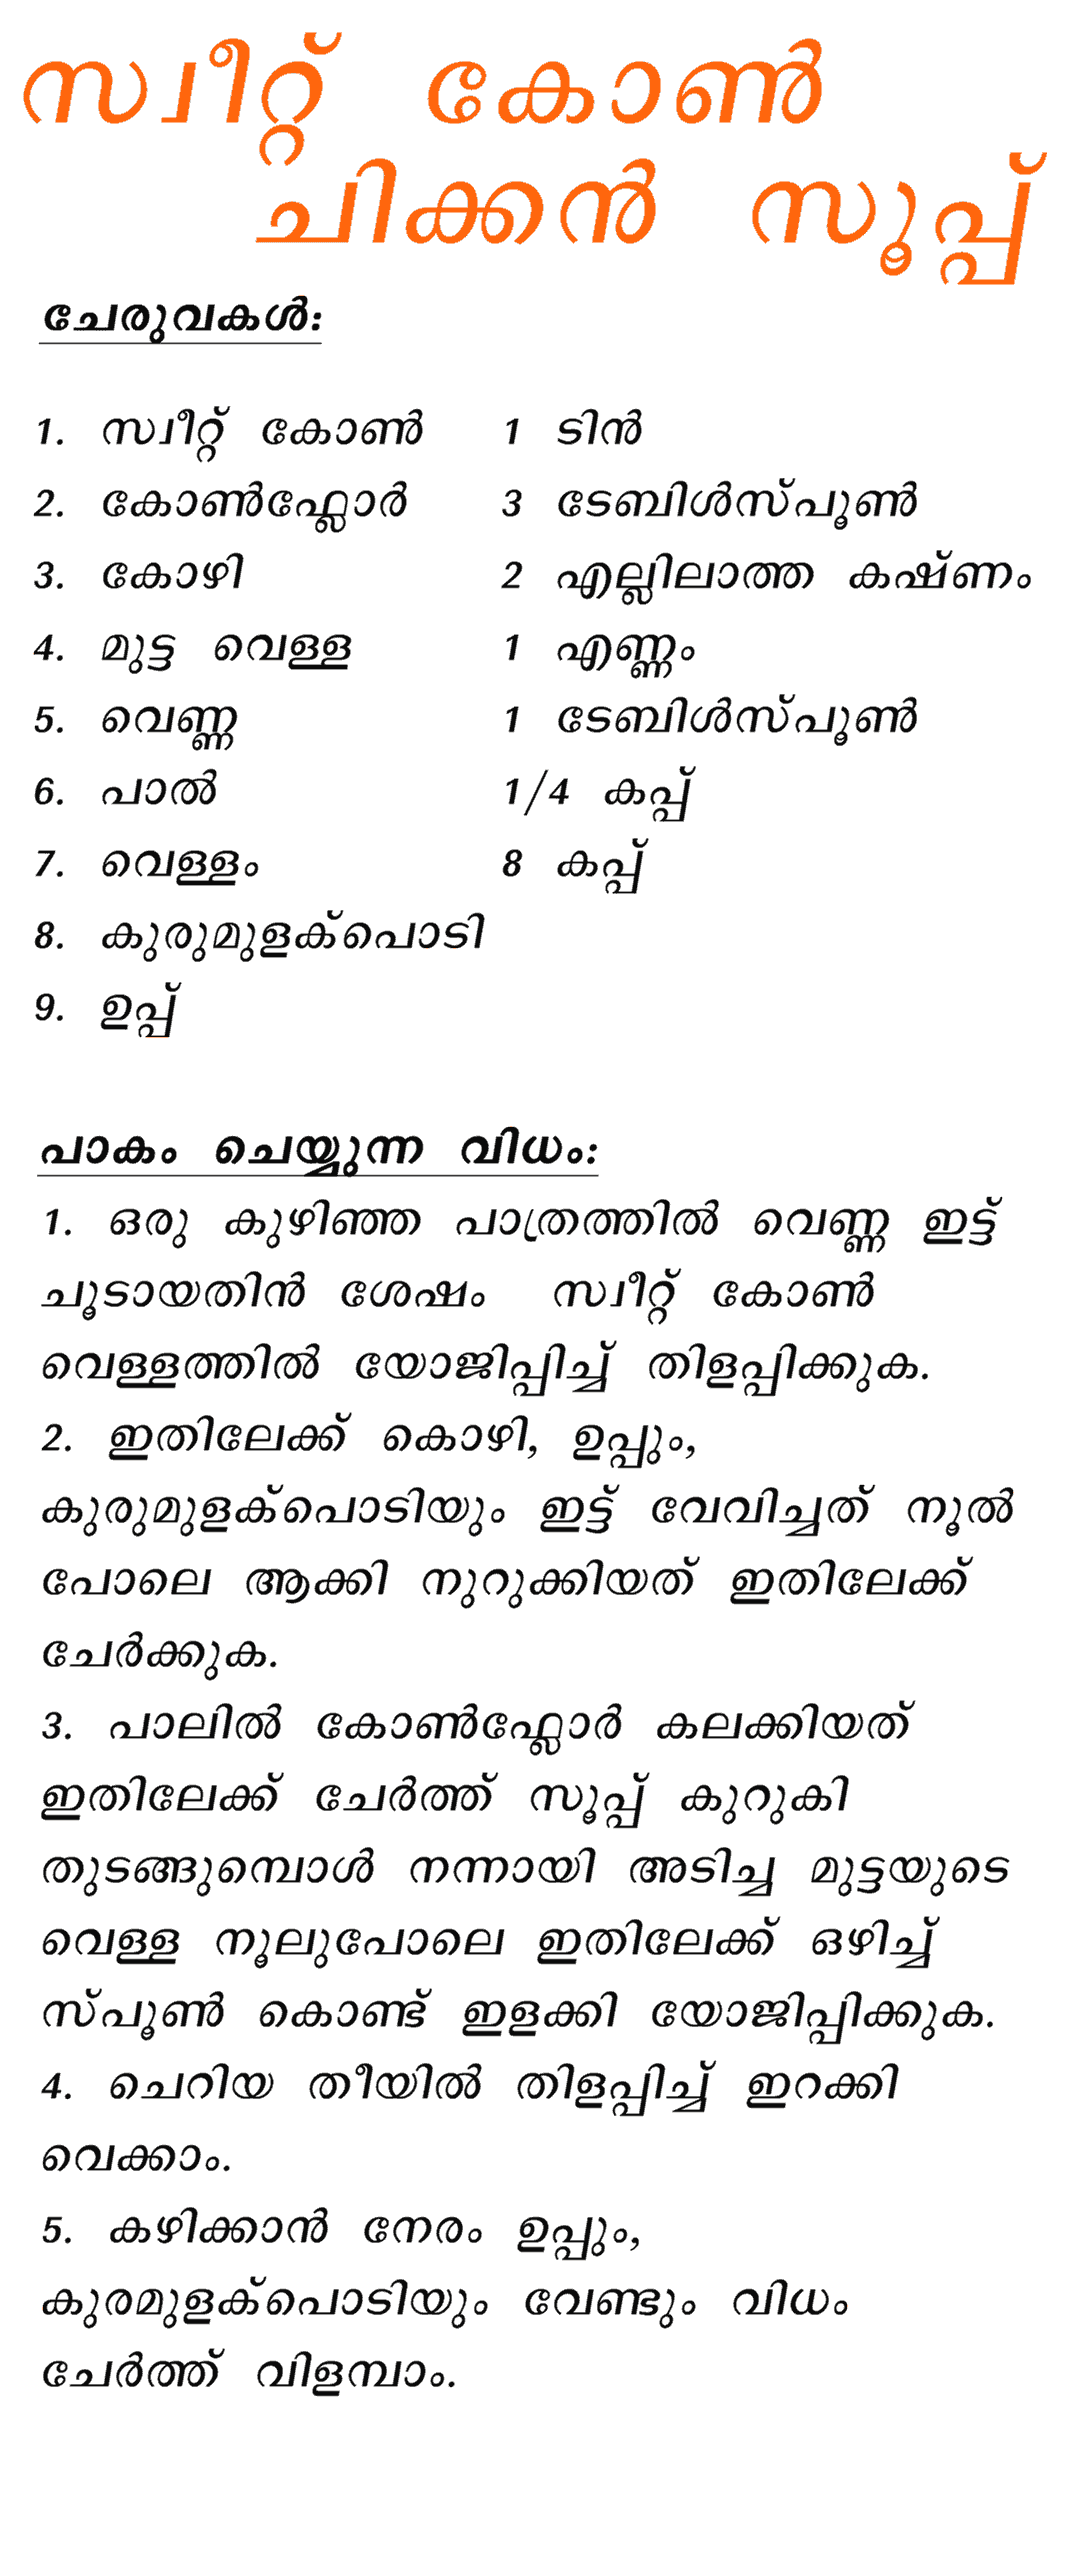 സ്വീറ്റ് കോൺ
ചിക്കൻ സൂപ്പ്
ചേരുവകൾ:
1. സ്വീറ്റ് കോൺ 1 ടിൻ
2. കോൺഫ്ലോർ 3 ടേബിൾസ്പൂൺ
3. കോഴി 2 എല്ലിലാത്ത കഷ്ണം
4. മുട്ട വെള്ള 1 എണ്ണം
5. വെണ്ണ 1 ടേബിൾസ്പൂൺ
6. പാൽ 1/4 കപ്പ്
7. വെള്ളം 8 കപ്പ്
8. കുരുമുളക്പൊടി
9. ഉപ്പ്
പാകം ചെയ്യുന്ന വിധം:
1. ഒരു കുഴിഞ്ഞ പാത്രത്തിൽ വെണ്ണ ഇട്ട്
ചൂടായതിൻ ശേഷം സ്വീറ്റ് കോൺ
വെള്ളത്തിൽ യോജിപ്പിച്ച് തിളപ്പിക്കുക.
2. ഇതിലേക്ക് കൊഴി, ഉപ്പും,
കുരുമുളക്പൊടിയും ഇട്ട് വേവിച്ചത് നൂൽ
പോലെ ആക്കി നുറുക്കിയത് ഇതിലേക്ക്
ചേർക്കുക.
3. പാലിൽ കോൺഫ്ലോർ കലക്കിയത്
ഇതിലേക്ക് ചേർത്ത് സൂപ്പ് കുറുകി
തുടങ്ങുമ്പോൾ നന്നായി അടിച്ച മുട്ടയുടെ
വെള്ള നൂലുപോലെ ഇതിലേക്ക് ഒഴിച്ച്
സ്പൂൺ കൊണ്ട് ഇളക്കി യോജിപ്പിക്കുക.
4. ചെറിയ തീയിൽ തിളപ്പിച്ച് ഇറക്കി
വെക്കാം.
5. കഴിക്കാൻ നേരം ഉപ്പും,
കുരമുളക്പൊടിയും വേണ്ടും വിധം
ചേർത്ത് വിളമ്പാം.